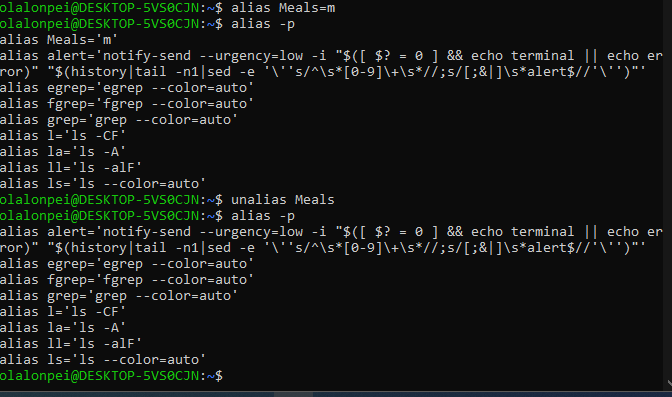 olalonpei@DESKTOP-5VS0CJN:~$ alias Meals=m
olalonpei@DESKTOP-5VS0CJN:~$ alias -p
alias Meals='m'
alias alert='notify-send --urgency=low -i "$([ $? = 0 ] && echo terminal || echo er
ror)" "$(history|tail -n1|sed -e '\''s/^\s*[0-9]\+\s*//;s/[;&|]\s*alert$//'\'')"'
alias egrep='egrep --color=auto'
alias fgrep='fgrep --color=auto'
alias grep='grep --color=auto'
alias l='ls -CF'
alias la='ls -A'
alias ll='ls -alF'
alias ls='ls --color=auto'
olalonpei@DESKTOP-5VS0CJN:~$ unalias Meals
olalonpei@DESKTOP-5VS0CJN:~$ alias -p
alias alert='notify-send --urgency=low -i "$([ $? = 0 ] && echo terminal || echo er
ror)" "$(history|tail -n1|sed -e '\''s/^\s*[0-9]\+\s*//;s/[;&|]\s*alert$//'\'')"'
alias egrep='egrep --color=auto'
alias fgrep='fgrep --color=auto'
alias grep='grep --color=auto'
alias l='ls -CF'
alias la='ls -A'
alias ll='ls -alF'
alias ls='ls --color=auto'
olalonpei@DESKTOP-5VS0CJN:~$